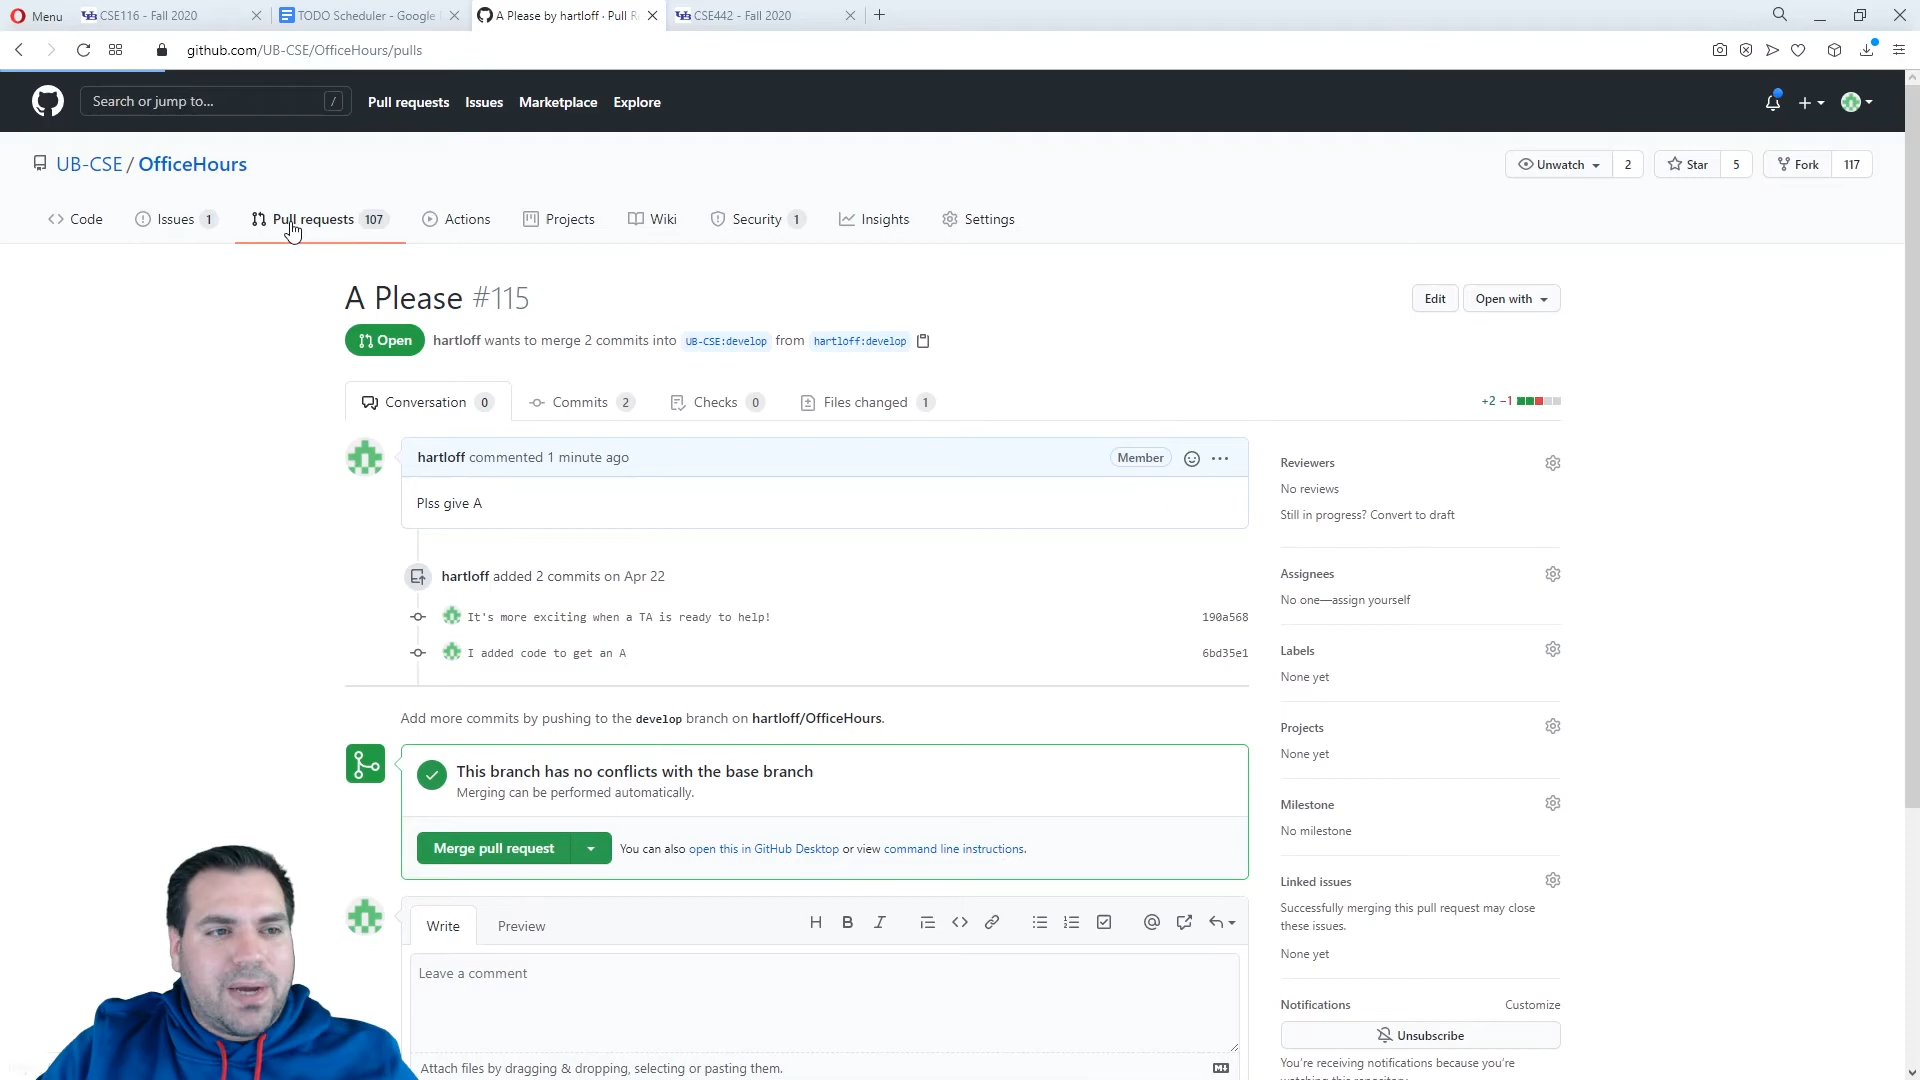 Menu
CSE116 - Fall 2020
TODO Scheduler - Google
A Please by hartloff · Pull Re
CSE442 - Fall 2020
github.com/UB-CSE/OfficeHours/pulls
Search or jump to... /
Pull requests Issues Marketplace Explore
UB-CSE / OfficeHours
Unwatch 2 Star 5 Fork 117
Code Issues 1 Pull requests 107 Actions Projects Wiki Security 1 Insights Settings
A Please #115
Edit Open with
Open hartloff wants to merge 2 commits into UB-CSE:develop from hartloff:develop
Conversation 0 Commits 2 Checks 0 Files changed 1
+2 −1
hartloff commented 1 minute ago
Member
Plss give A
hartloff added 2 commits on Apr 22
It's more exciting when a TA is ready to help! 190a568
I added code to get an A 6bd35e1
Add more commits by pushing to the develop branch on hartloff/OfficeHours.
This branch has no conflicts with the base branch
Merging can be performed automatically.
Merge pull request You can also open this in GitHub Desktop or view command line instructions.
Write Preview
Leave a comment
Attach files by dragging & dropping, selecting or pasting them.
Reviewers
No reviews
Still in progress? Convert to draft
Assignees
No one—assign yourself
Labels
None yet
Projects
None yet
Milestone
No milestone
Linked issues
Successfully merging this pull request may close
these issues.
None yet
Notifications Customize
Unsubscribe
You're receiving notifications because you're